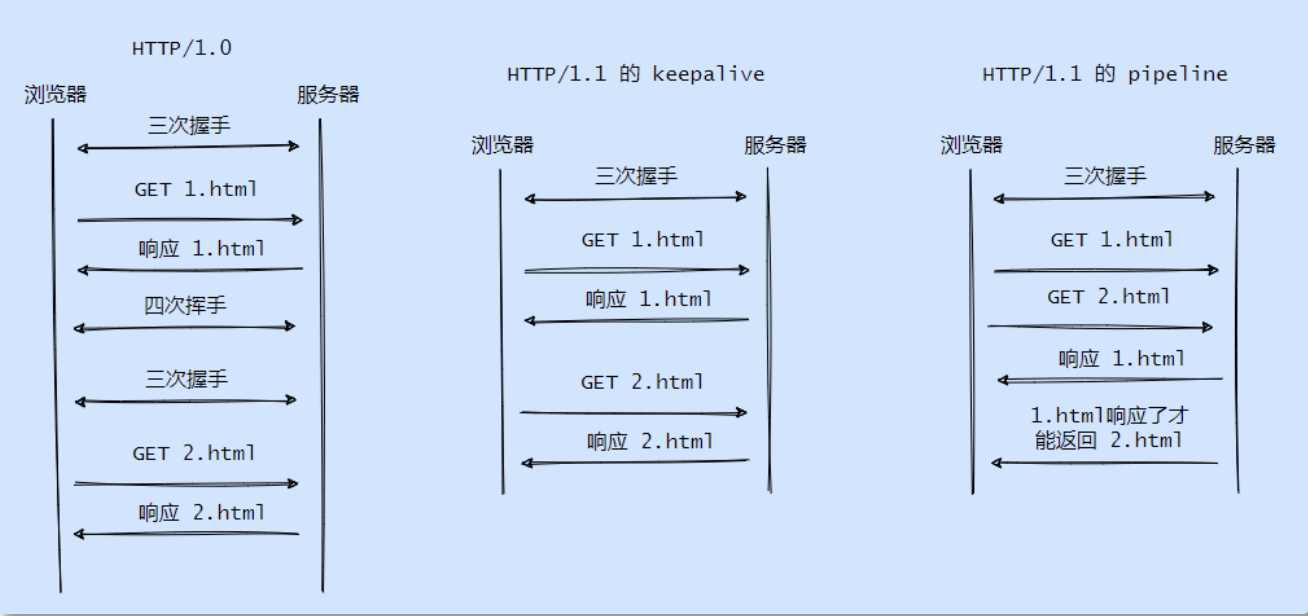 HTTP/1.0
浏览器
服务器
三次握手
GET 1.html
响应 1.html
四次挥手
三次握手
GET 2.html
响应 2.html
HTTP/1.1 的 keepalive
浏览器
服务器
三次握手
GET 1.html
响应 1.html
GET 2.html
响应 2.html
HTTP/1.1 的 pipeline
浏览器
服务器
三次握手
GET 1.html
GET 2.html
响应 1.html
1.html响应了才
能返回 2.html